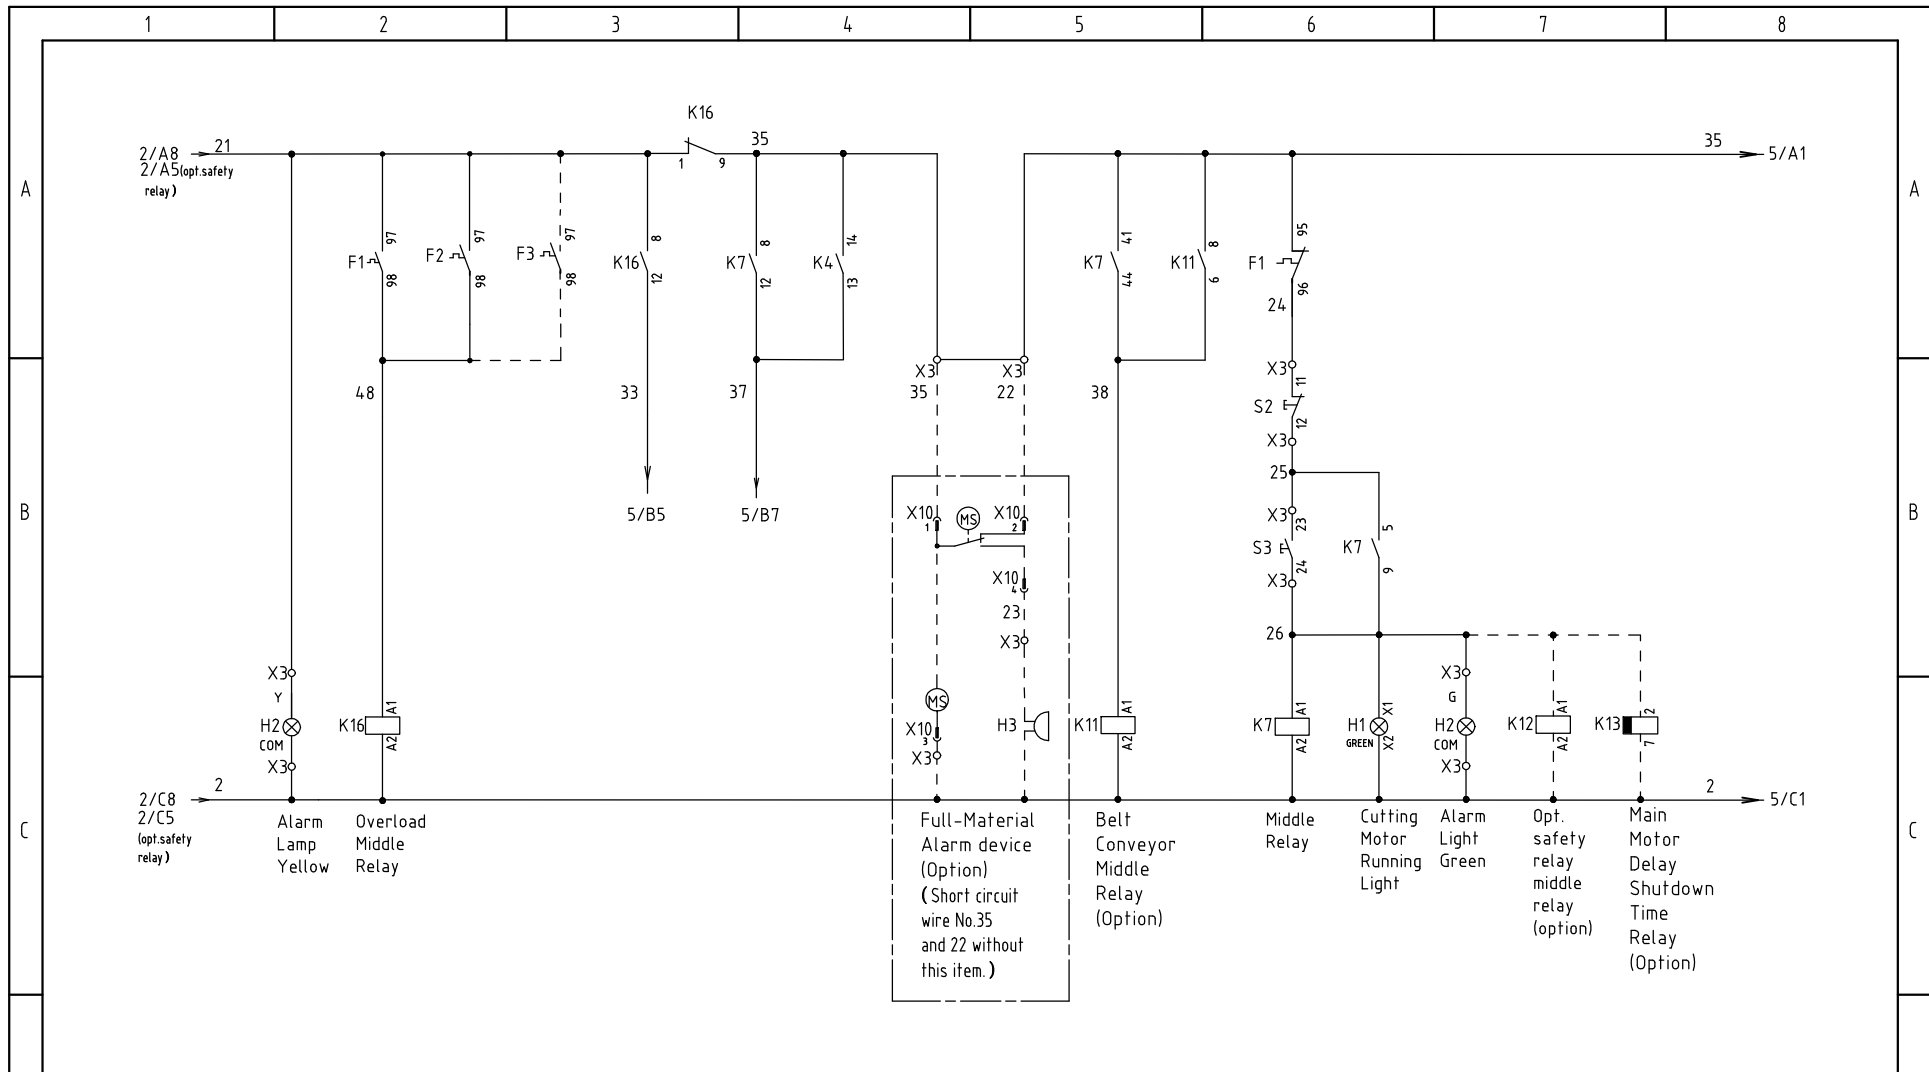 1 2 3 4 5 6 7 8
K16
2/A8 21 35 35 5/A1
2/A5(opt.safety
relay)
1 9
A A
97 97 97 8 8 14 41 8 95
F1 F2 F3 K16 K7 K4 K7 K11 F1
98 98 98 12 12 13 44 6 96
24
X3 X3 X3
48 33 37 35 22 38 11
S2
12
X3
25
B 5/B5 5/B7 X10 MS X10 X3 B
1 2 23 5
S3 K7
24 9
X10 X3
4
23
26
X3
X3 X3
Y MS G
A1 A1 A1 X1 A1 2
H2 K16 X10 H3 K11 K7 H1 H2 K12 K13
COM 3 GREEN COM
A2 A2 A2 X2 A2 7
X3 X3 X3
2/C8 2 2 5/C1
2/C5
(opt.safety
relay)
C C
Alarm
Lamp
Yellow
Overload
Middle
Relay
Full-Material
Alarm device
(Option)
(Short circuit
wire No.35
and 22 without
this item.)
Belt
Conveyor
Middle
Relay
(Option)
Middle
Relay
Cutting
Motor
Running
Light
Alarm
Light
Green
Opt.
safety
relay
middle
relay
(option)
Main
Motor
Delay
Shutdown
Time
Relay
(Option)